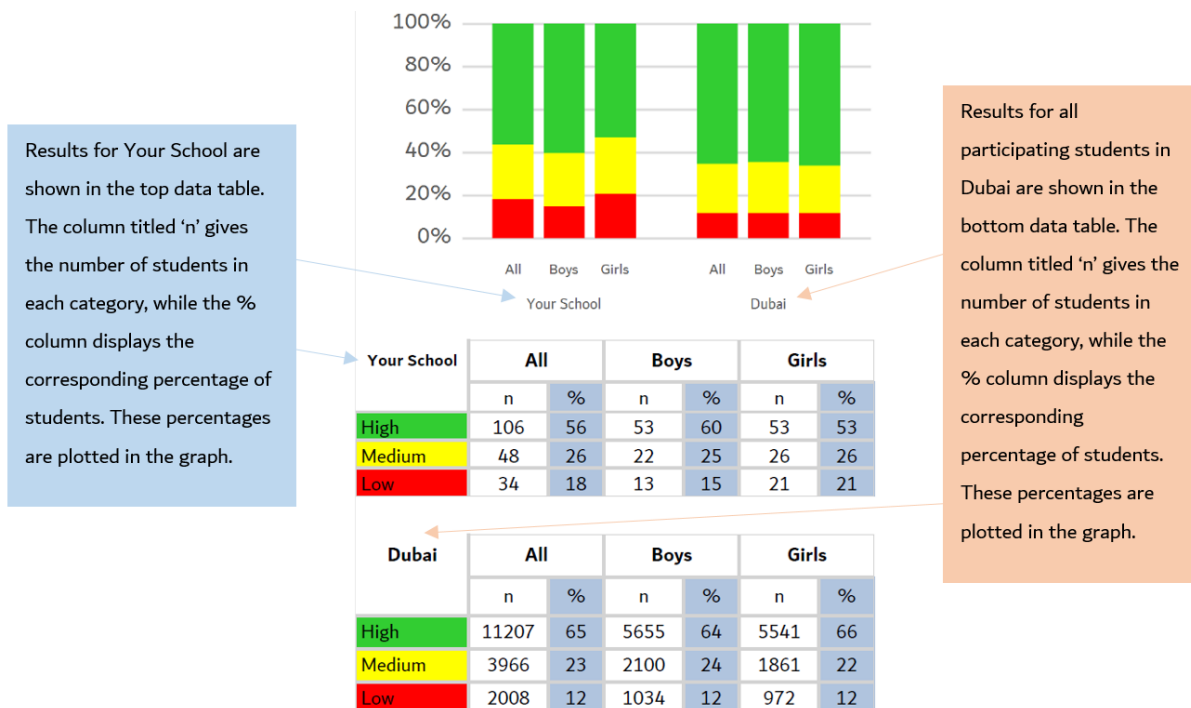 100%
80%
60%
40%
20%
0%
All Boys Girls All Boys Girls
Your School Dubai
Results for Your School are
shown in the top data table.
The column titled ‘n’ gives
the number of students in
each category, while the %
column displays the
corresponding percentage of
students. These percentages
are plotted in the graph.
Results for all
participating students in
Dubai are shown in the
bottom data table. The
column titled ‘n’ gives the
number of students in
each category, while the
% column displays the
corresponding
percentage of students.
These percentages are
plotted in the graph.
Your School All Boys Girls
n % n % n %
High 106 56 53 60 53 53
Medium 48 26 22 25 26 26
Low 34 18 13 15 21 21
Dubai All Boys Girls
n % n % n %
High 11207 65 5655 64 5541 66
Medium 3966 23 2100 24 1861 22
Low 2008 12 1034 12 972 12